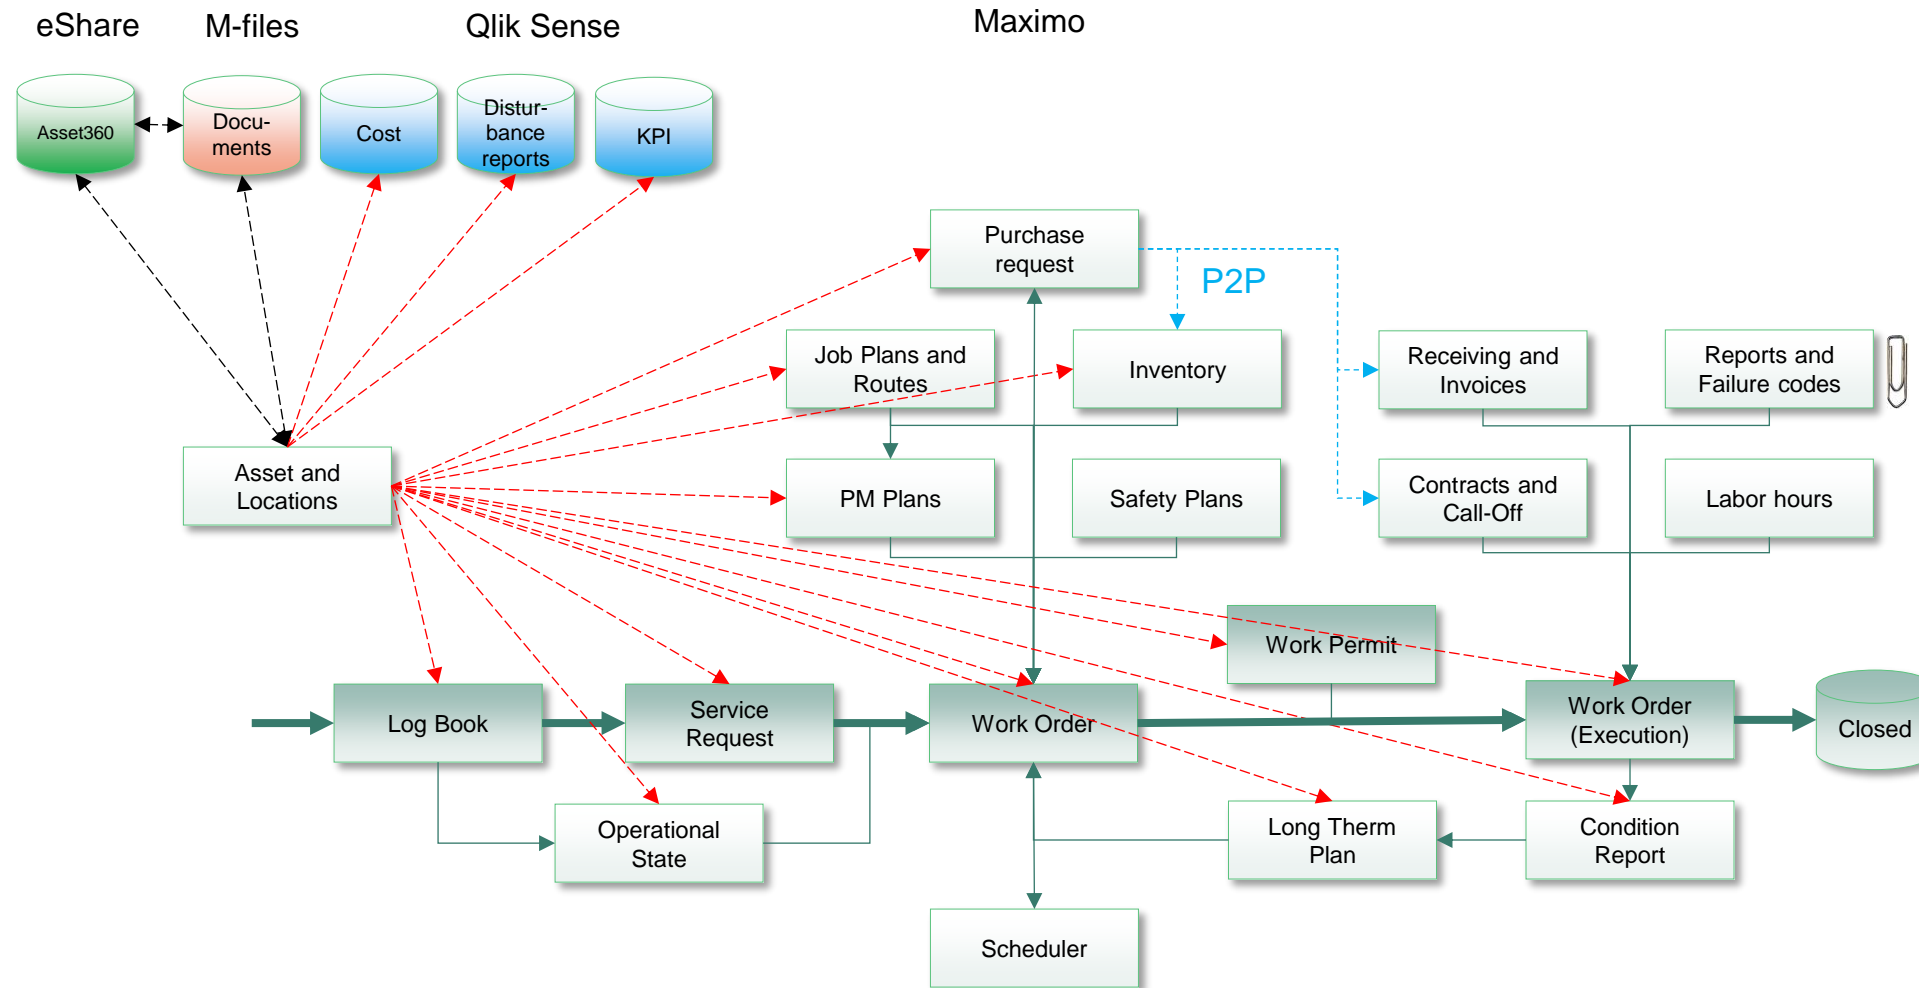 eShare
M-files
Qlik Sense
Maximo
Asset360
Docu-
ments
Cost
Distur-
bance
reports
KPI
Purchase
request
P2P
Job Plans and
Routes
Inventory
Receiving and
Invoices
Reports and
Failure codes
Asset and
Locations
PM Plans
Safety Plans
Contracts and
Call-Off
Labor hours
Work Permit
Log Book
Service
Request
Work Order
Work Order
(Execution)
Closed
Operational
State
Long Therm
Plan
Condition
Report
Scheduler